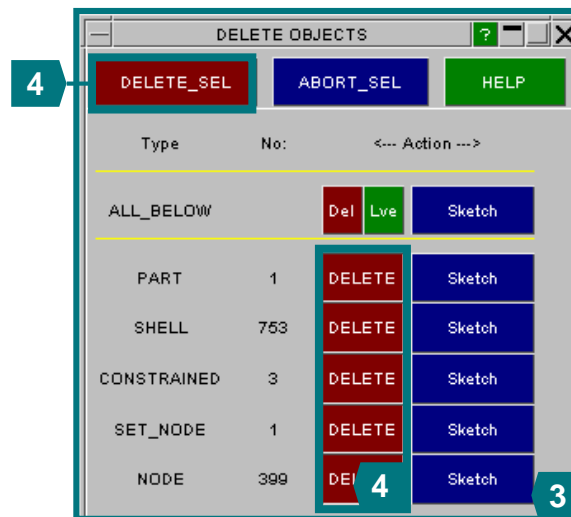 DELETE OBJECTS ?
4 DELETE_SEL ABORT_SEL HELP
Type No: <--- Action --->
ALL_BELOW Del Lve Sketch
PART 1 DELETE Sketch
SHELL 753 DELETE Sketch
CONSTRAINED 3 DELETE Sketch
SET_NODE 1 DELETE Sketch
NODE 399 4 Sketch 3